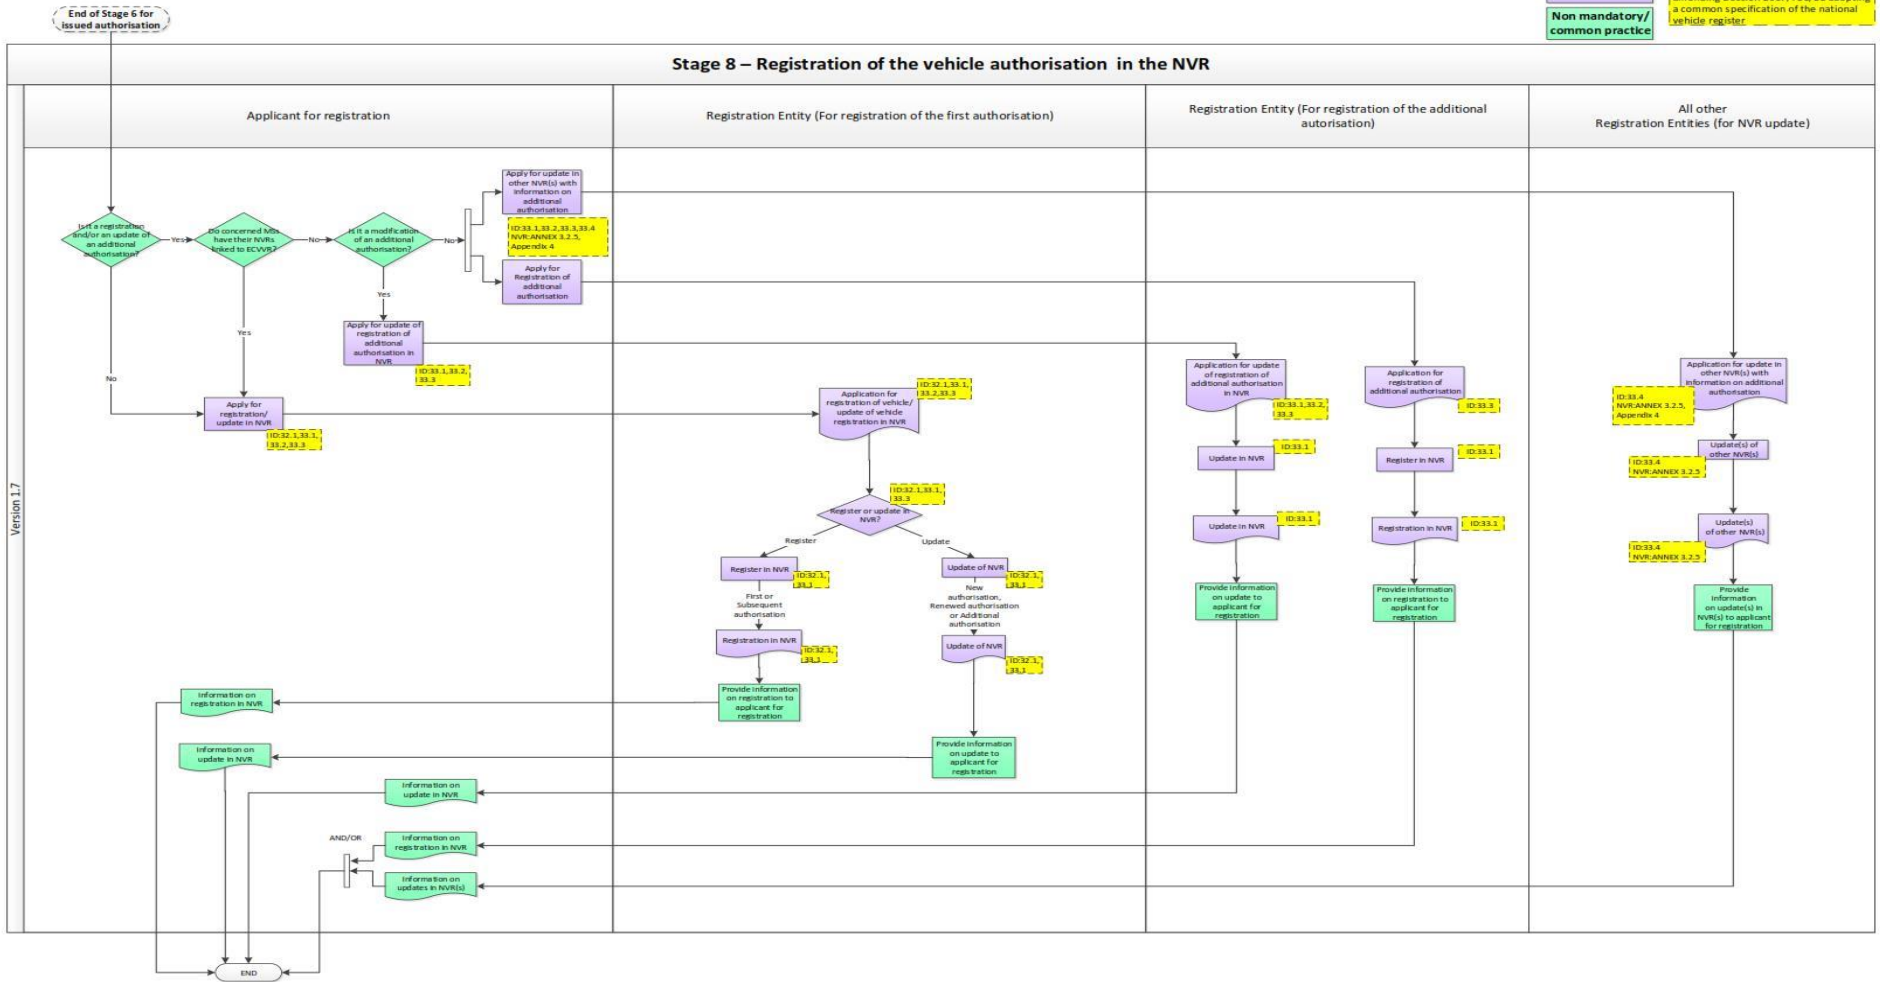 End of Stage 6 for
issued authorisation
a common specification of the national
vehicle register
Non mandatory/
common practice
Stage 8 – Registration of the vehicle authorisation in the NVR
Version 1.7
Applicant for registration
Registration Entity (For registration of the first authorisation)
Registration Entity (For registration of the additional
autorisation)
All other
Registration Entities (for NVR update)
Is it a registration
and/or an update of
an additional
authorisation?
Yes
Do concerned MSs
have their NVRs
linked to ECVVR?
No
Is it a modification
of an additional
authorisation?
No
Apply for update in
other NVR(s) with
information on
additional
authorisation
ID:33.1,33.2,33.3,33.4
NVR:ANNEX 3.2.5,
Appendix 4
Apply for
Registration of
additional
authorisation
Yes
Apply for update of
registration of
additional
authorisation in
NVR
ID:33.1,33.2,
33.3
Yes
No
Apply for
registration/
update in NVR
ID:32.1,33.1,
33.2,33.3
Application for
registration of vehicle/
update of vehicle
registration in NVR
ID:32.1,33.1,
33.2,33.3
Register or update in
NVR?
ID:32.1,33.1,
33.3
Register
Update
Register in NVR
ID:32.1,
33.1
First or
Subsequent
authorisation
Registration in NVR
ID:32.1,
33.1
Provide information
on registration to
applicant for
registration
Update of NVR
ID:32.1,
33.1
New
authorisation,
Renewed authorisation
or Additional
authorisation
Update of NVR
ID:32.1,
33.1
Provide information
on update to
applicant for
registration
Application for update
of registration of
additional authorisation
in NVR
ID:33.1,33.2,
33.3
Update in NVR
ID:33.1
Update in NVR
ID:33.1
Provide information
on update to
applicant for
registration
Application for
registration of
additional authorisation
ID:33.3
Register in NVR
ID:33.1
Registration in NVR
ID:33.1
Provide information
on registration to
applicant for
registration
Application for update in
other NVR(s) with
information on additional
authorisation
ID:33.4
NVR:ANNEX 3.2.5,
Appendix 4
Update(s) of
other NVR(s)
ID:33.4
NVR:ANNEX 3.2.5
Update(s)
of other NVR(s)
ID:33.4
NVR:ANNEX 3.2.5
Provide
information
on update(s) in
NVR(s) to applicant
for registration
Information on
registration in NVR
Information on
update in NVR
Information on
update in NVR
AND/OR
Information on
registration in NVR
Information on
updates in NVR(s)
END